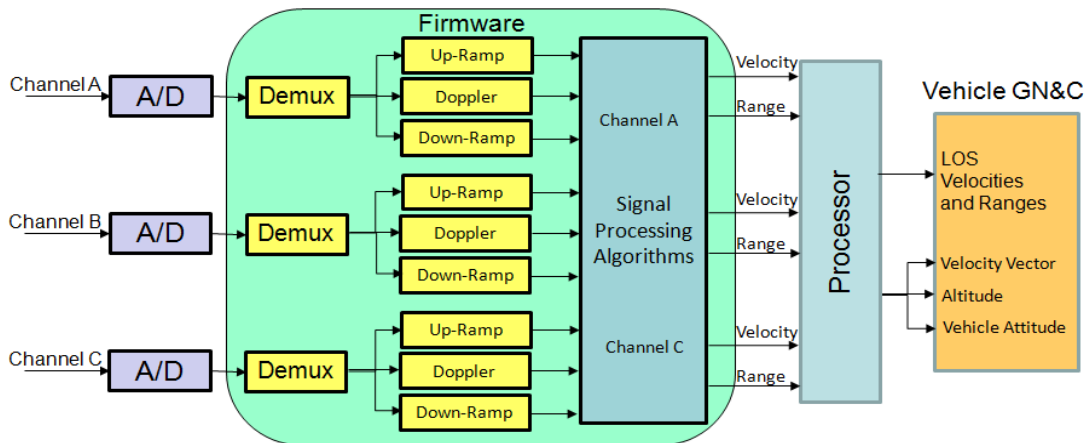 Firmware
Channel A
A/D
Demux
Up-Ramp
Doppler
Down-Ramp
Channel A
Velocity
Range
Channel B
A/D
Demux
Up-Ramp
Doppler
Down-Ramp
Signal
Processing
Algorithms
Velocity
Range
Channel C
A/D
Demux
Up-Ramp
Doppler
Down-Ramp
Channel C
Velocity
Range
Processor
Vehicle GN&C
LOS
Velocities
and Ranges
Velocity Vector
Altitude
Vehicle Attitude